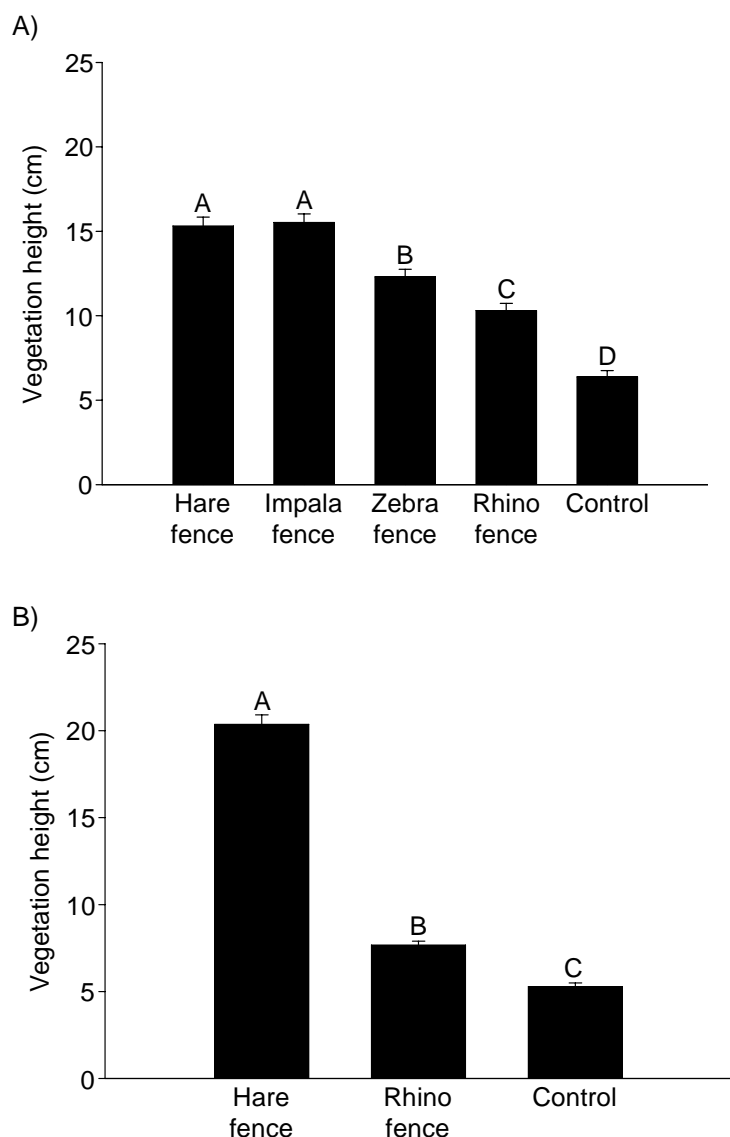 A)
25
20
15
10
5
0
Vegetation height (cm)
A
A
B
C
D
Hare fence
Impala fence
Zebra fence
Rhino fence
Control
B)
25
20
15
10
5
0
Vegetation height (cm)
A
B
C
Hare fence
Rhino fence
Control